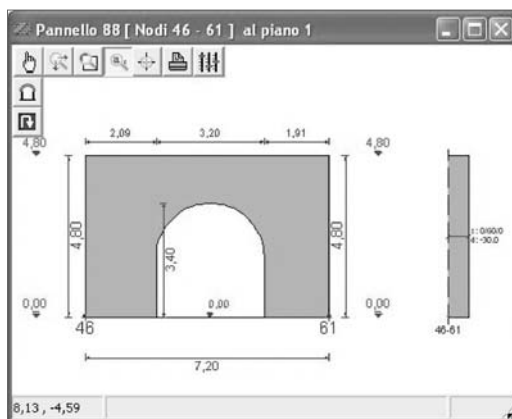 Pannello 88 [ Nodi 46 - 61 ] al piano 1
2,09 3,20 1,91
4,80 4,80
4,80 4,80
3,40
0,00 0,00 0,00
46 61 46-61
7,20
8,13 , -4,59